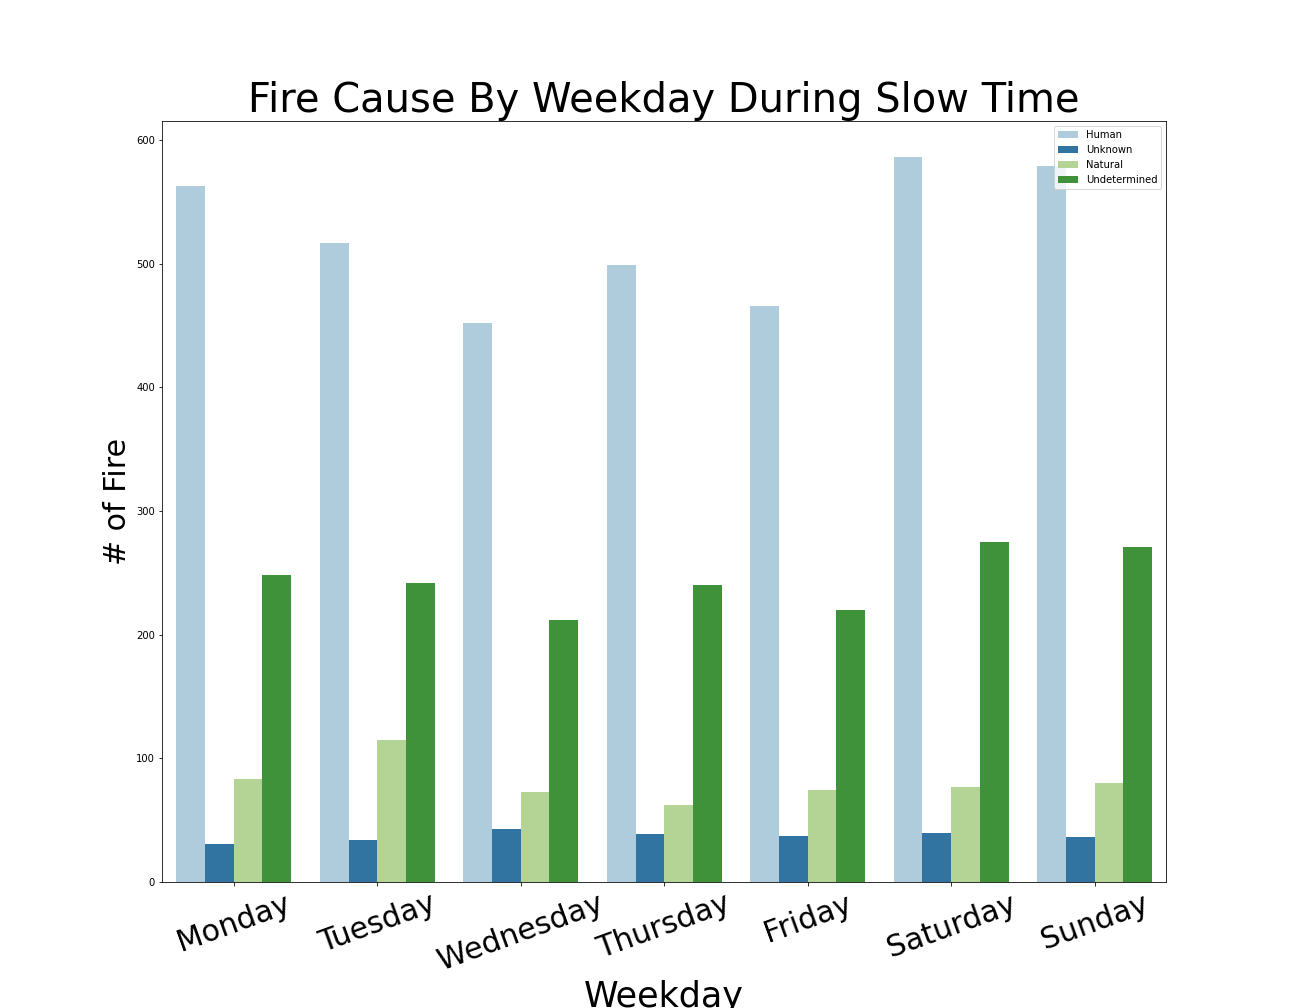 Fire Cause By Weekday During Slow Time
Human
Unknown
Natural
Undetermined
600
500
400
300
200
100
0
# of Fire
Monday
Tuesday
Wednesday
Thursday
Friday
Saturday
Sunday
Weekday